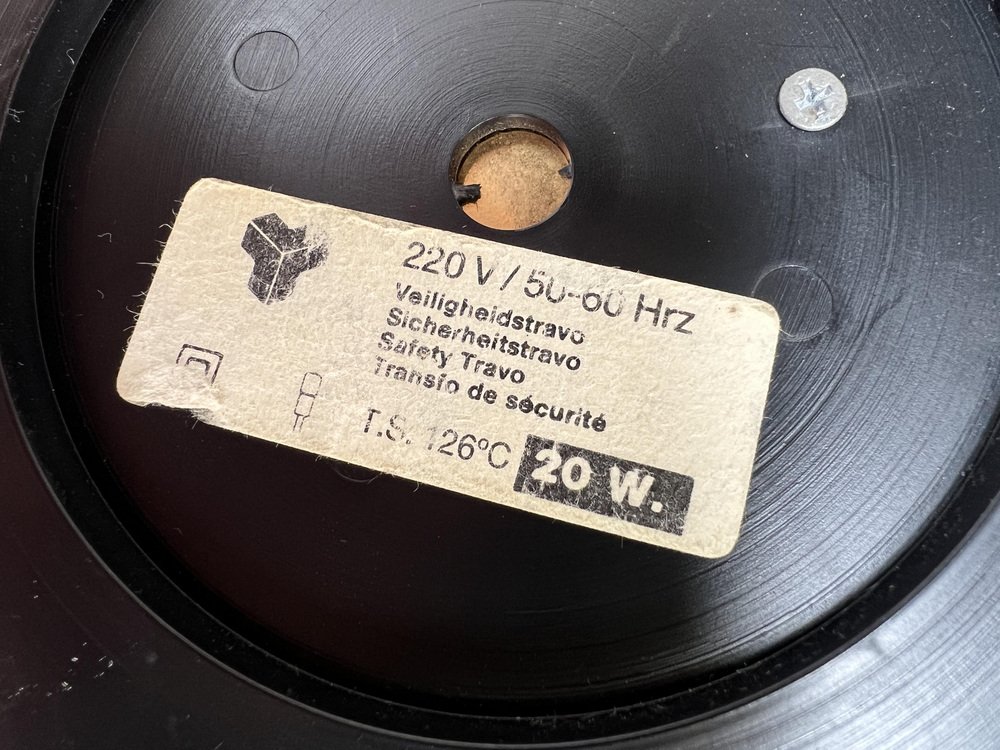 220 V / 50-60 Hrz
Veiligheidstravo
Sicherheitstravo
Safety Travo
Transfo de sécurité
T.S. 126°C
20 W.